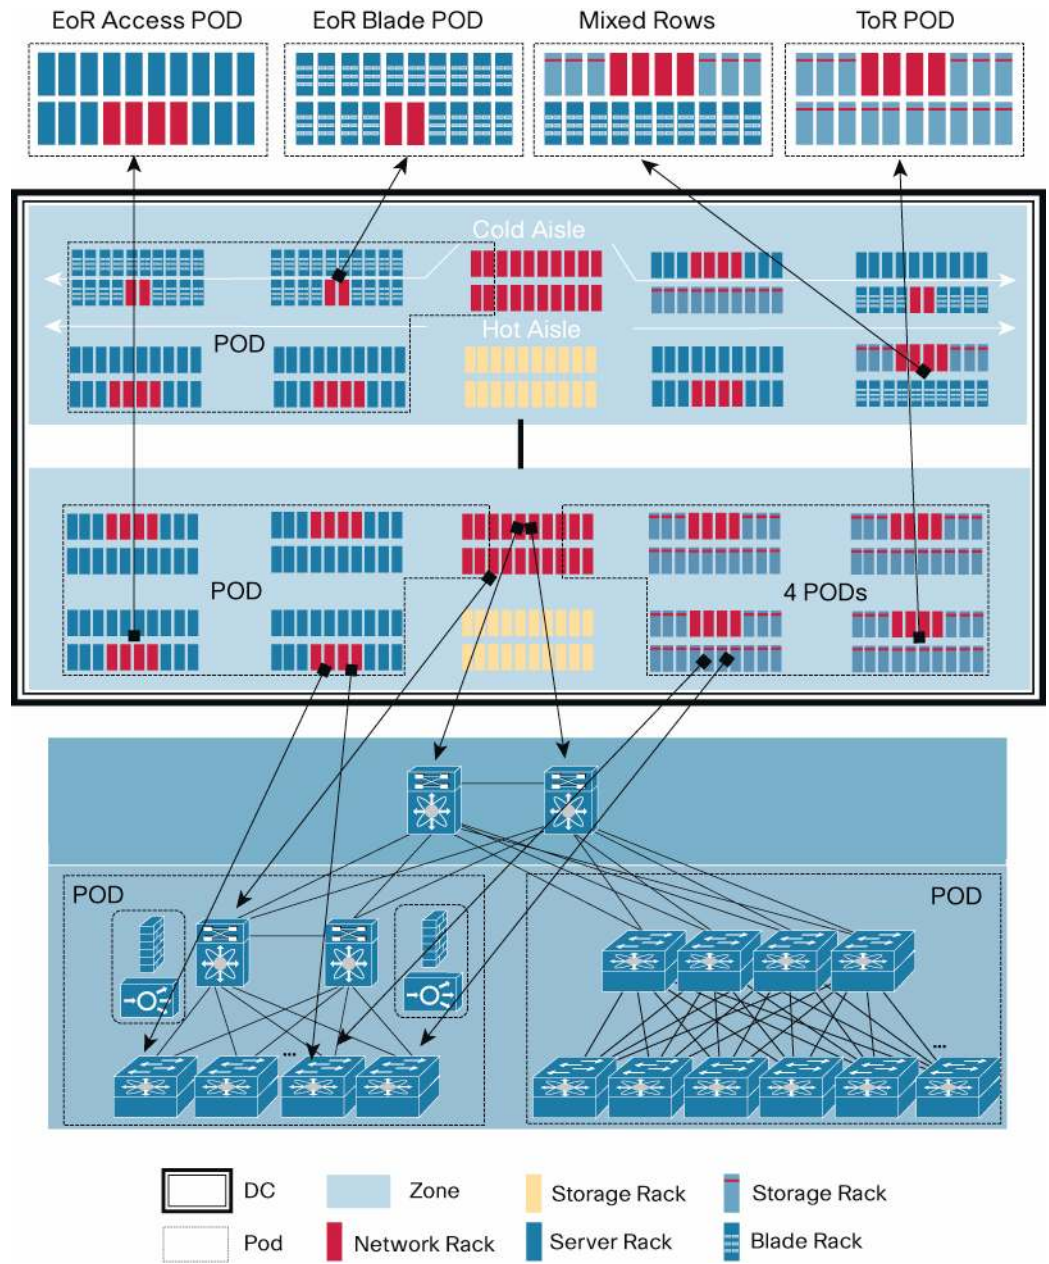 EoR Access POD
EoR Blade POD
Mixed Rows
ToR POD
Cold Aisle
POD
Hot Aisle
POD
4 PODs
POD
POD
...
...
DC
Zone
Storage Rack
Storage Rack
Pod
Network Rack
Server Rack
Blade Rack